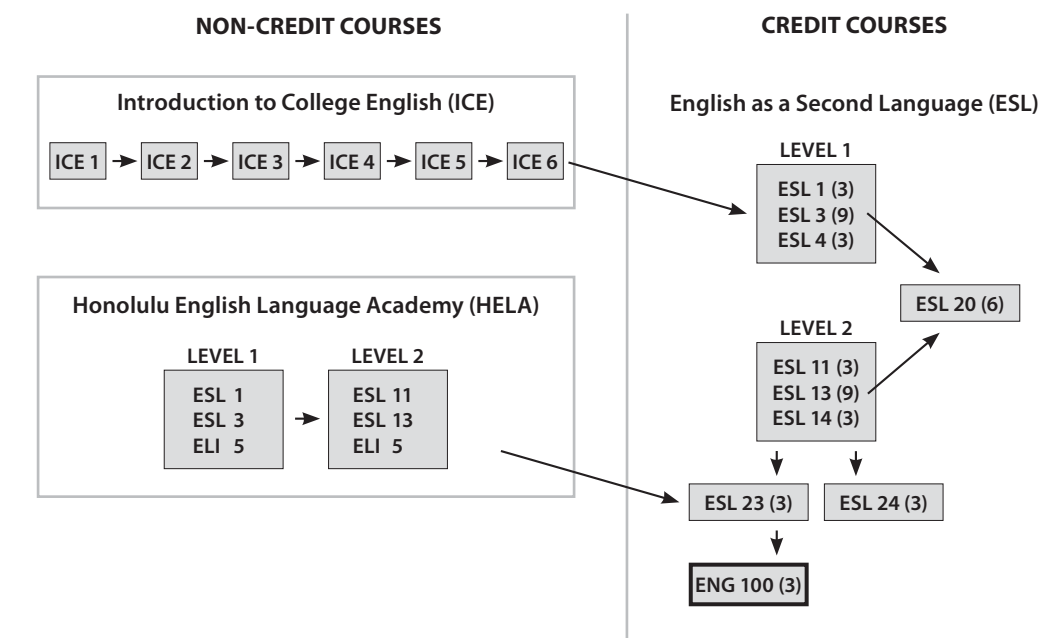 NON-CREDIT COURSES
Introduction to College English (ICE)
ICE 1
ICE 2
ICE 3
ICE 4
ICE 5
ICE 6
Honolulu English Language Academy (HELA)
LEVEL 1
ESL 1
ESL 3
ELI 5
LEVEL 2
ESL 11
ESL 13
ELI 5
CREDIT COURSES
English as a Second Language (ESL)
LEVEL 1
ESL 1 (3)
ESL 3 (9)
ESL 4 (3)
ESL 20 (6)
LEVEL 2
ESL 11 (3)
ESL 13 (9)
ESL 14 (3)
ESL 23 (3)
ESL 24 (3)
ENG 100 (3)